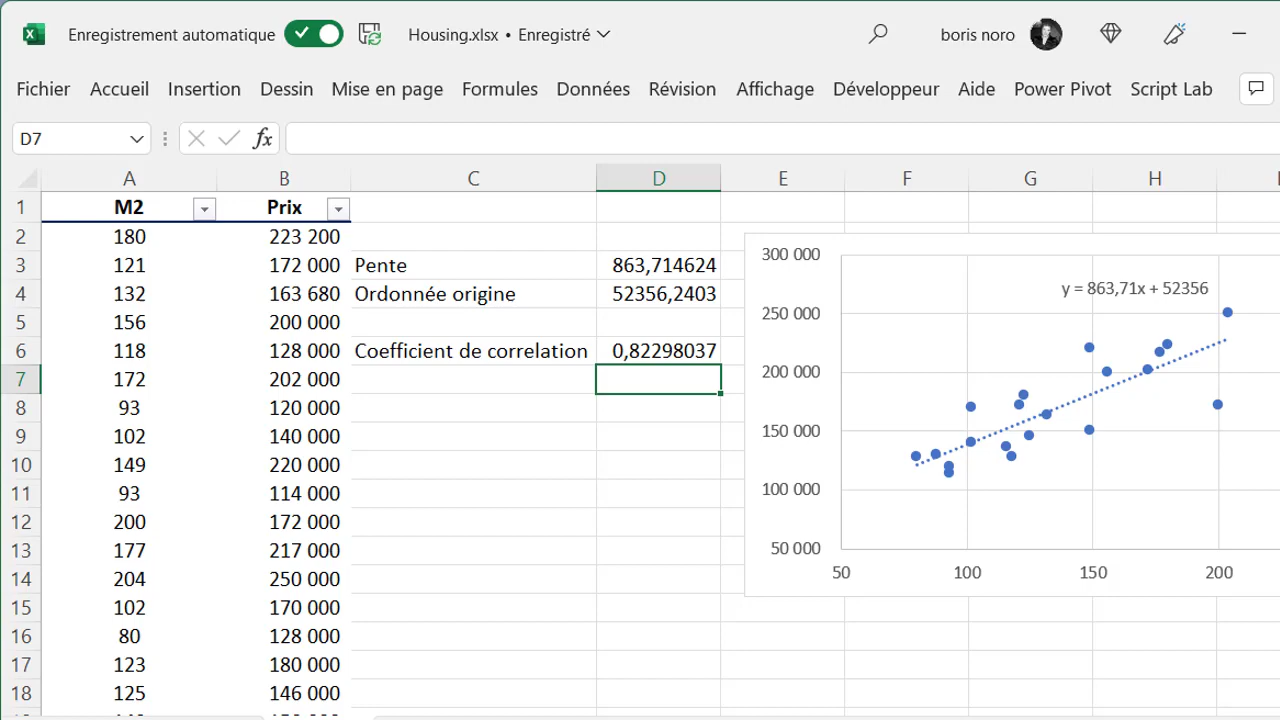 Enregistrement automatique Housing.xlsx • Enregistré boris noro
Fichier Accueil Insertion Dessin Mise en page Formules Données Révision Affichage Développeur Aide Power Pivot Script Lab
D7 fx
A B C D E F G H
1 M2 Prix
2 180 223 200
3 121 172 000 Pente 863,714624
4 132 163 680 Ordonnée origine 52356,2403
5 156 200 000
6 118 128 000 Coefficient de correlation 0,82298037
7 172 202 000
8 93 120 000
9 102 140 000
10 149 220 000
11 93 114 000
12 200 172 000
13 177 217 000
14 204 250 000
15 102 170 000
16 80 128 000
17 123 180 000
18 125 146 000
300 000
y = 863,71x + 52356
250 000
200 000
150 000
100 000
50 000
50 100 150 200